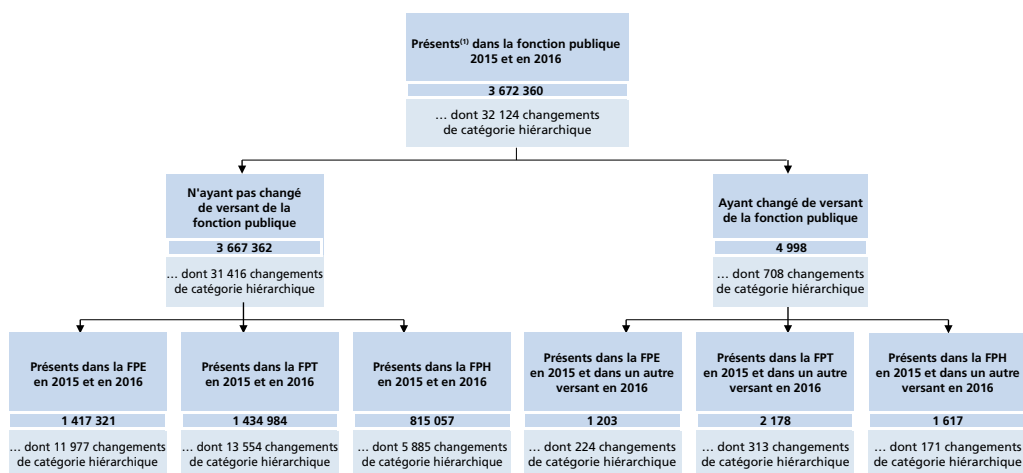 Présents(1) dans la fonction publique
2015 et en 2016
3 672 360
… dont 32 124 changements
de catégorie hiérarchique
N'ayant pas changé
de versant de la
fonction publique
3 667 362
… dont 31 416 changements
de catégorie hiérarchique
Ayant changé de versant
de la fonction publique
4 998
… dont 708 changements
de catégorie hiérarchique
Présents dans la FPE
en 2015 et en 2016
1 417 321
… dont 11 977 changements
de catégorie hiérarchique
Présents dans la FPT
en 2015 et en 2016
1 434 984
… dont 13 554 changements
de catégorie hiérarchique
Présents dans la FPH
en 2015 et en 2016
815 057
… dont 5 885 changements
de catégorie hiérarchique
Présents dans la FPE
en 2015 et dans un autre
versant en 2016
1 203
… dont 224 changements
de catégorie hiérarchique
Présents dans la FPT
en 2015 et dans un autre
versant en 2016
2 178
… dont 313 changements
de catégorie hiérarchique
Présents dans la FPH
en 2015 et dans un autre
versant en 2016
1 617
… dont 171 changements
de catégorie hiérarchique